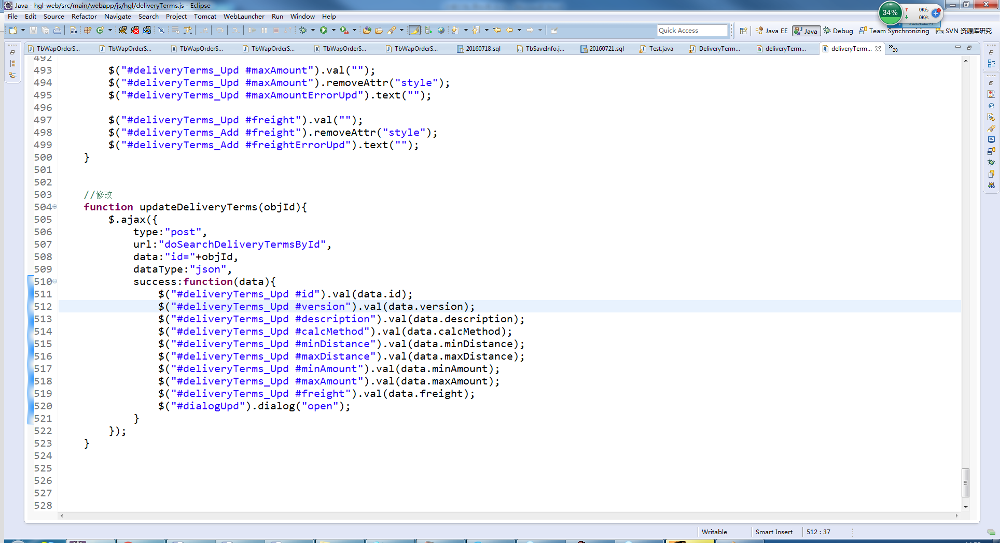 Java - hgl-web/src/main/webapp/js/hgl/deliveryTerms.js - Eclipse
34% 0K/s
0K/s
File Edit Source Refactor Navigate Search Project Tomcat WebLauncher Run Window Help
Quick Access Java EE Java Debug Team Synchronizing SVN 资源库研究
TbWapOrderS... TbWapOrderS... TbWapOrderS... TbWapOrderS... TbWapOrderS... TbWapOrderS... 20160718.sql TbSaveInfo.j... 20160721.sql Test.java DeliveryTerm... deliveryTerm... deliveryTerm... »20
492
493 $("#deliveryTerms_Upd #maxAmount").val("");
494 $("#deliveryTerms_Upd #maxAmount").removeAttr("style");
495 $("#deliveryTerms_Upd #maxAmountErrorUpd").text("");
496
497 $("#deliveryTerms_Upd #freight").val("");
498 $("#deliveryTerms_Add #freight").removeAttr("style");
499 $("#deliveryTerms_Add #freightErrorUpd").text("");
500 }
501
502
503 //修改
504 function updateDeliveryTerms(objId){
505 $.ajax({
506 type:"post",
507 url:"doSearchDeliveryTermsById",
508 data:"id="+objId,
509 dataType:"json",
510 success:function(data){
511 $("#deliveryTerms_Upd #id").val(data.id);
512 $("#deliveryTerms_Upd #version").val(data.version);
513 $("#deliveryTerms_Upd #description").val(data.description);
514 $("#deliveryTerms_Upd #calcMethod").val(data.calcMethod);
515 $("#deliveryTerms_Upd #minDistance").val(data.minDistance);
516 $("#deliveryTerms_Upd #maxDistance").val(data.maxDistance);
517 $("#deliveryTerms_Upd #minAmount").val(data.minAmount);
518 $("#deliveryTerms_Upd #maxAmount").val(data.maxAmount);
519 $("#deliveryTerms_Upd #freight").val(data.freight);
520 $("#dialogUpd").dialog("open");
521 }
522 });
523 }
524
525
526
527
528
Writable Smart Insert 512 : 37